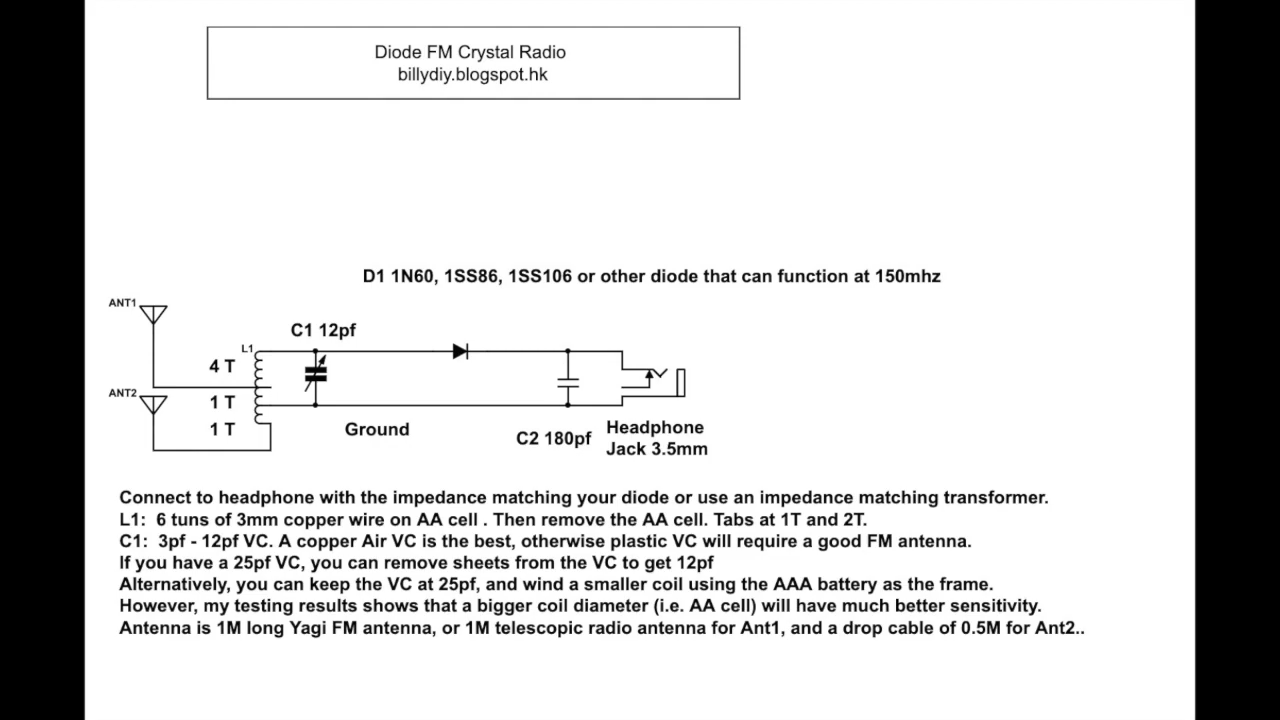 Diode FM Crystal Radio
billydiy.blogspot.hk
D1 1N60, 1SS86, 1SS106 or other diode that can function at 150mhz
ANT1
C1 12pf
L1
4 T
ANT2
1 T
1 T
Ground
C2 180pf
Headphone
Jack 3.5mm
Connect to headphone with the impedance matching your diode or use an impedance matching transformer.
L1: 6 tuns of 3mm copper wire on AA cell . Then remove the AA cell. Tabs at 1T and 2T.
C1: 3pf - 12pf VC. A copper Air VC is the best, otherwise plastic VC will require a good FM antenna.
If you have a 25pf VC, you can remove sheets from the VC to get 12pf
Alternatively, you can keep the VC at 25pf, and wind a smaller coil using the AAA battery as the frame.
However, my testing results shows that a bigger coil diameter (i.e. AA cell) will have much better sensitivity.
Antenna is 1M long Yagi FM antenna, or 1M telescopic radio antenna for Ant1, and a drop cable of 0.5M for Ant2..